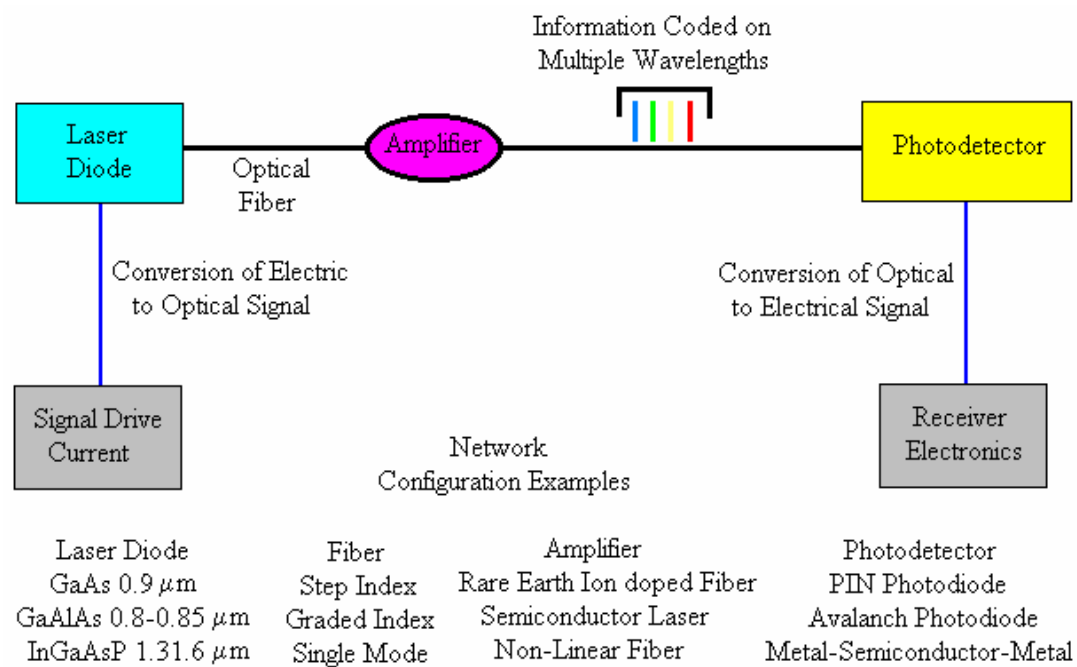 Information Coded on
Multiple Wavelengths
Laser
Diode
Amplifier
Photodetector
Optical
Fiber
Conversion of Electric
to Optical Signal
Conversion of Optical
to Electrical Signal
Signal Drive
Current
Receiver
Electronics
Network
Configuration Examples
Laser Diode
GaAs 0.9 μm
GaAlAs 0.8-0.85 μm
InGaAsP 1.31.6 μm
Fiber
Step Index
Graded Index
Single Mode
Amplifier
Rare Earth Ion doped Fiber
Semiconductor Laser
Non-Linear Fiber
Photodetector
PIN Photodiode
Avalanch Photodiode
Metal-Semiconductor-Metal